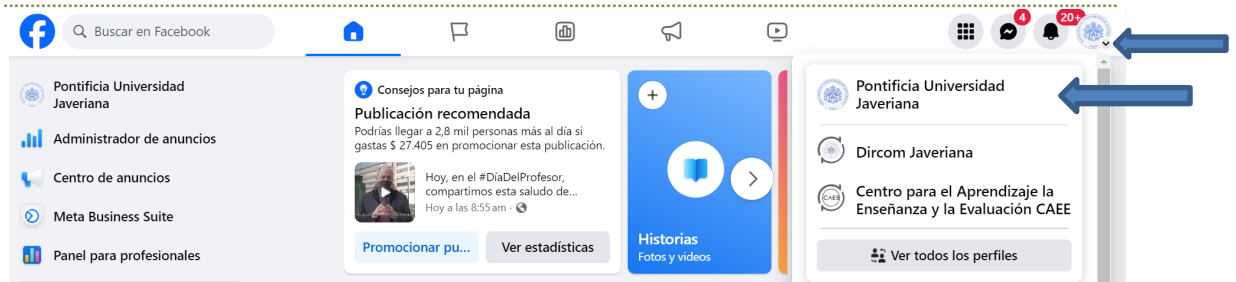 Buscar en Facebook
4
20+
Pontificia Universidad
Javeriana
Administrador de anuncios
Centro de anuncios
Meta Business Suite
Panel para profesionales
Consejos para tu página
Publicación recomendada
Podrías llegar a 2,8 mil personas más al día si
gastas $ 27.405 en promocionar esta publicación.
Hoy, en el #DíaDelProfesor,
compartimos esta saludo de...
Hoy a las 8:55 am ·
Promocionar pu...
Ver estadísticas
Historias
Fotos y videos
Pontificia Universidad
Javeriana
Dircom Javeriana
CAEE
Centro para el Aprendizaje la
Enseñanza y la Evaluación CAEE
Ver todos los perfiles